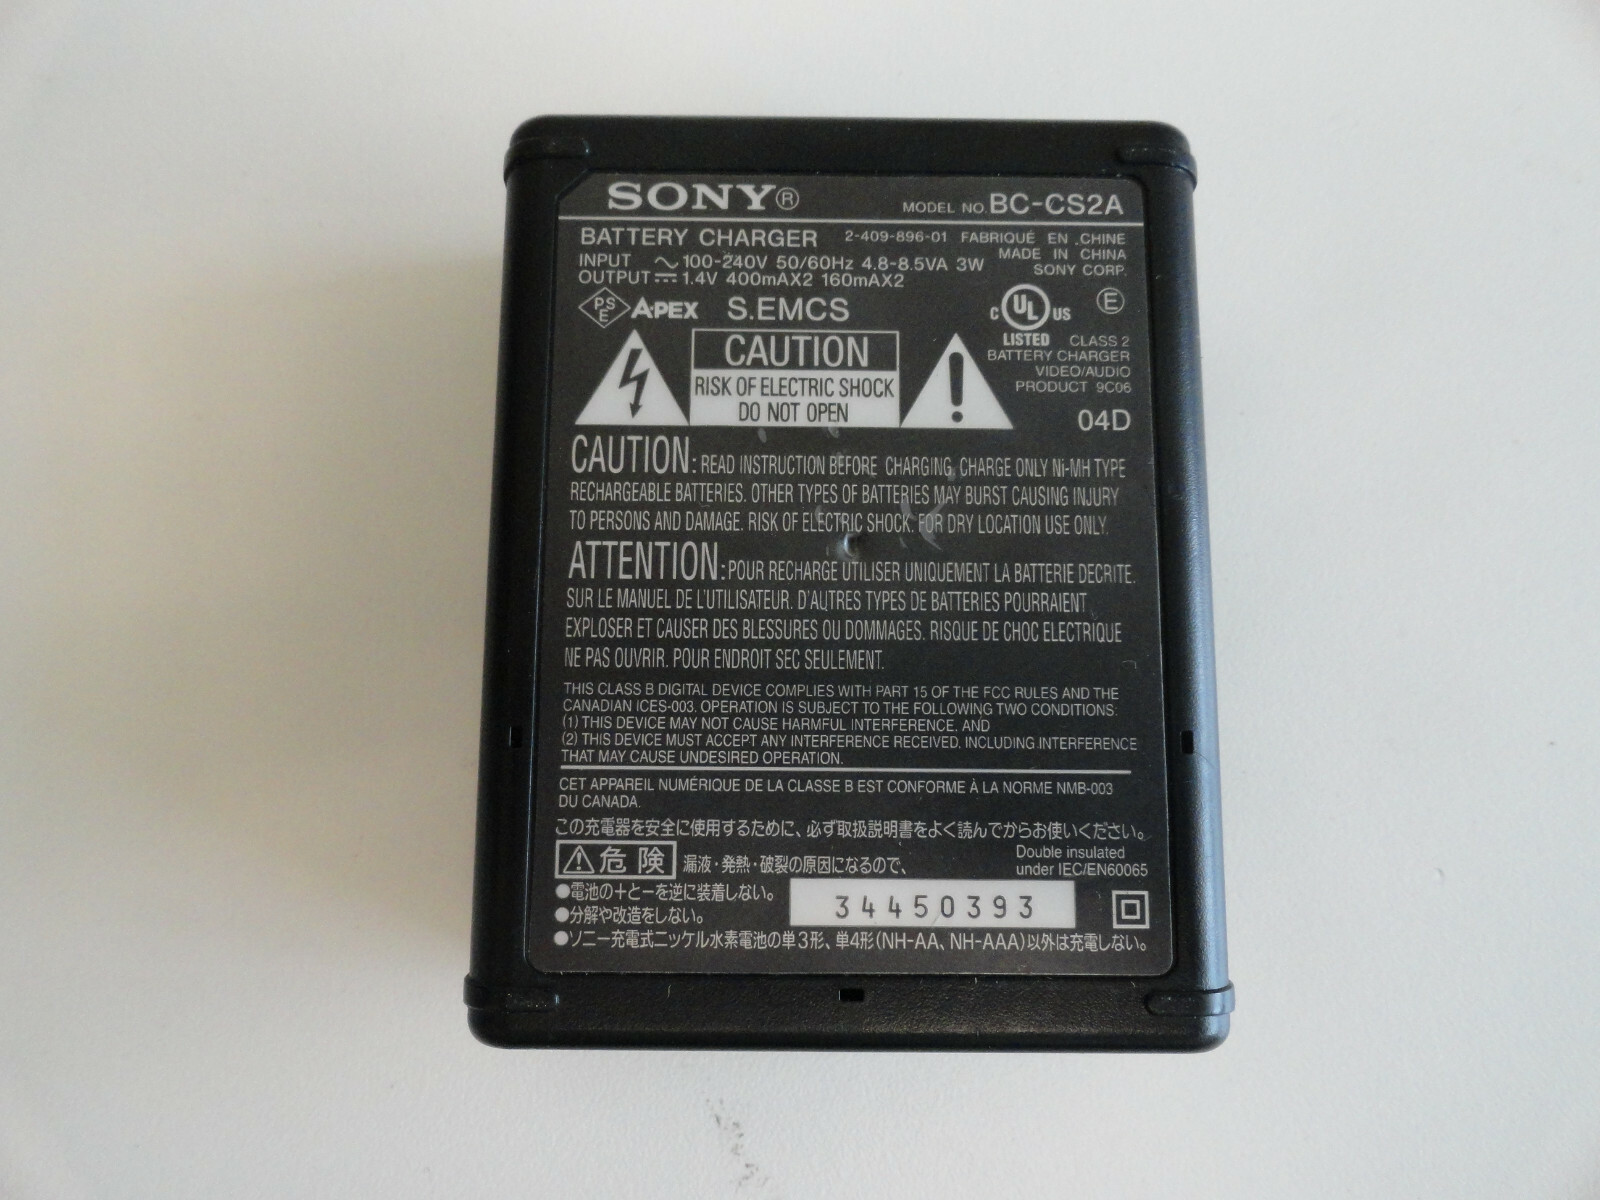 SONY®
MODEL NO. BC-CS2A
BATTERY CHARGER 2-409-896-01 FABRIQUÉ EN CHINE
MADE IN CHINA
INPUT ~ 100-240V 50/60Hz 4.8-8.5VA 3W
SONY CORP.
OUTPUT ⎓ 1.4V 400mAX2 160mAX2
PSE A·PEX S.EMCS
C UL US E
LISTED CLASS 2
BATTERY CHARGER
VIDEO/AUDIO
PRODUCT 9C06
04D
CAUTION
RISK OF ELECTRIC SHOCK
DO NOT OPEN
CAUTION: READ INSTRUCTION BEFORE CHARGING, CHARGE ONLY Ni-MH TYPE
RECHARGEABLE BATTERIES. OTHER TYPES OF BATTERIES MAY BURST CAUSING INJURY
TO PERSONS AND DAMAGE. RISK OF ELECTRIC SHOCK. FOR DRY LOCATION USE ONLY.
ATTENTION: POUR RECHARGE UTILISER UNIQUEMENT LA BATTERIE DECRITE.
SUR LE MANUEL DE L'UTILISATEUR. D'AUTRES TYPES DE BATTERIES POURRAIENT
EXPLOSER ET CAUSER DES BLESSURES OU DOMMAGES. RISQUE DE CHOC ELECTRIQUE
NE PAS OUVRIR. POUR ENDROIT SEC SEULEMENT.
THIS CLASS B DIGITAL DEVICE COMPLIES WITH PART 15 OF THE FCC RULES AND THE
CANADIAN ICES-003. OPERATION IS SUBJECT TO THE FOLLOWING TWO CONDITIONS:
(1) THIS DEVICE MAY NOT CAUSE HARMFUL INTERFERENCE. AND
(2) THIS DEVICE MUST ACCEPT ANY INTERFERENCE RECEIVED. INCLUDING INTERFERENCE
THAT MAY CAUSE UNDESIRED OPERATION.
CET APPAREIL NUMÉRIQUE DE LA CLASSE B EST CONFORME À LA NORME NMB-003
DU CANADA.
この充電器を安全に使用するために、必ず取扱説明書をよく読んでからお使いください。
⚠危険 漏液・発熱・破裂の原因になるので、
Double insulated
under IEC/EN60065
●電池の＋と－を逆に装着しない。
●分解や改造をしない。
34450393
●ソニー充電式ニッケル水素電池の単3形、単4形(NH-AA、NH-AAA)以外は充電しない。